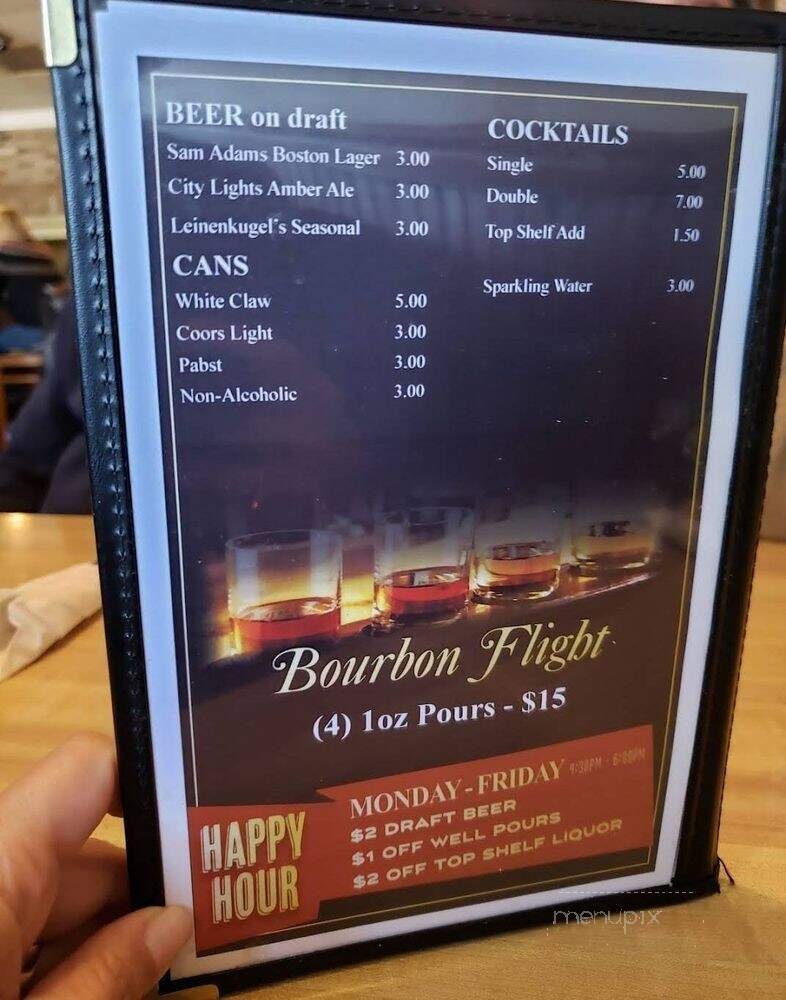 BEER on draft
Sam Adams Boston Lager 3.00
City Lights Amber Ale 3.00
Leinenkugel's Seasonal 3.00
CANS
White Claw 5.00
Coors Light 3.00
Pabst 3.00
Non-Alcoholic 3.00
COCKTAILS
Single 5.00
Double 7.00
Top Shelf Add 1.50
Sparkling Water 3.00
Bourbon Flight
(4) 1oz Pours - $15
HAPPY
HOUR
MONDAY-FRIDAY
$2 DRAFT BEER
$1 OFF WELL POURS
$2 OFF TOP SHELF LIQUOR
menupix